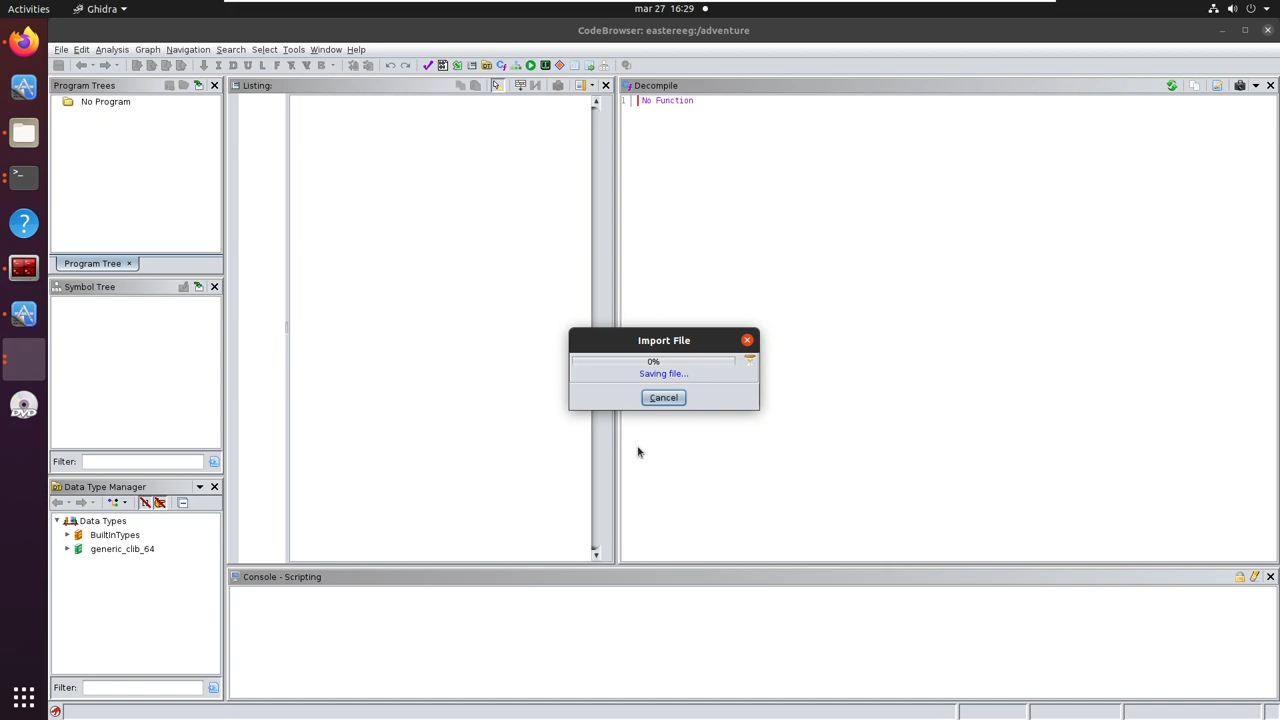 Activities
Ghidra
mar 27 16:29
CodeBrowser: eastereeg:/adventure
File Edit Analysis Graph Navigation Search Select Tools Window Help
I D U L F R V B
Program Trees
Listing:
Decompile
No Program
1 No Function
Program Tree ×
Symbol Tree
Import File
0%
Saving file...
Cancel
Filter:
Data Type Manager
Data Types
BuiltInTypes
generic_clib_64
Console - Scripting
Filter: